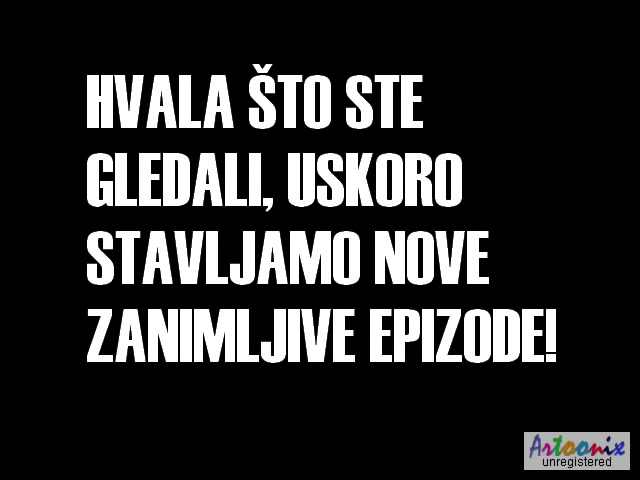 HVALA ŠTO STE
GLEDALI, USKORO
STAVLJAMO NOVE
ZANIMLJIVE EPIZODE!
Artoonix
unregistered